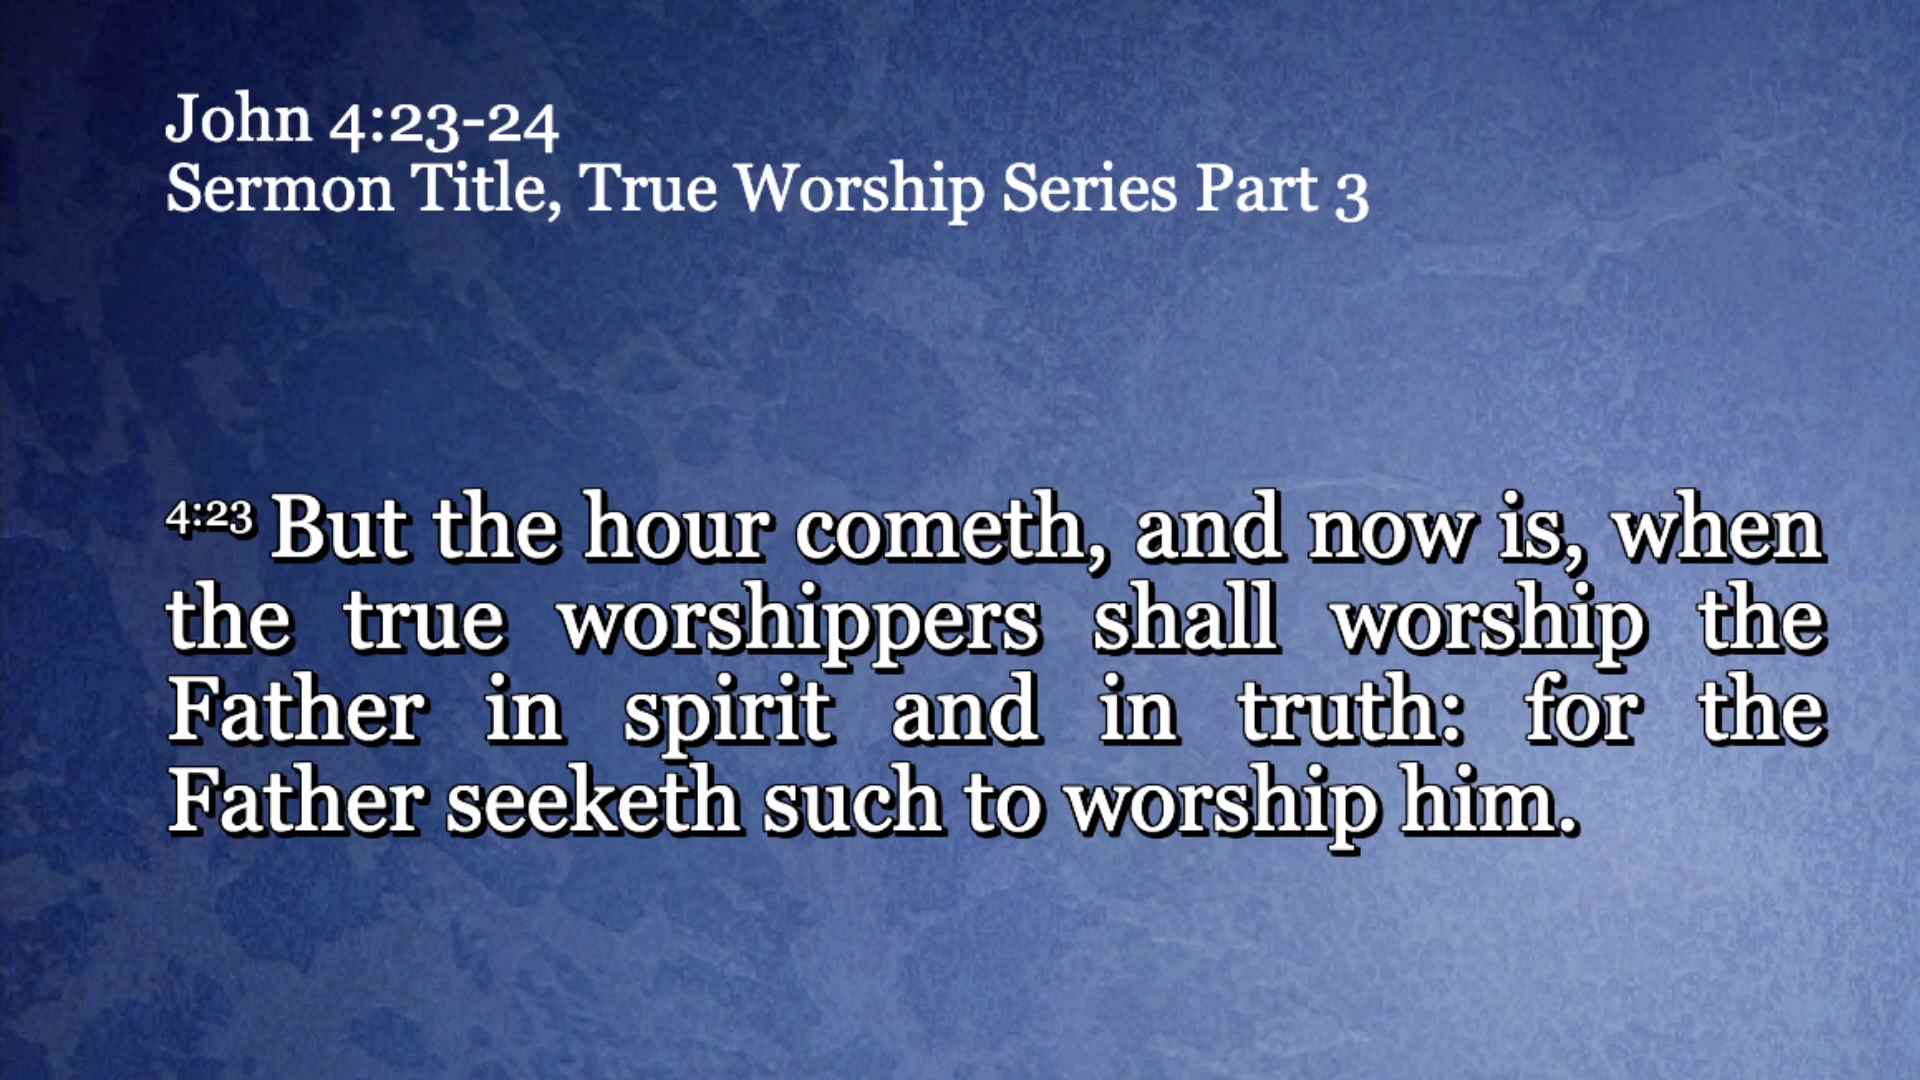 John 4:23-24
Sermon Title, True Worship Series Part 3
4:23 But the hour cometh, and now is, when
the true worshippers shall worship the
Father in spirit and in truth: for the
Father seeketh such to worship him.